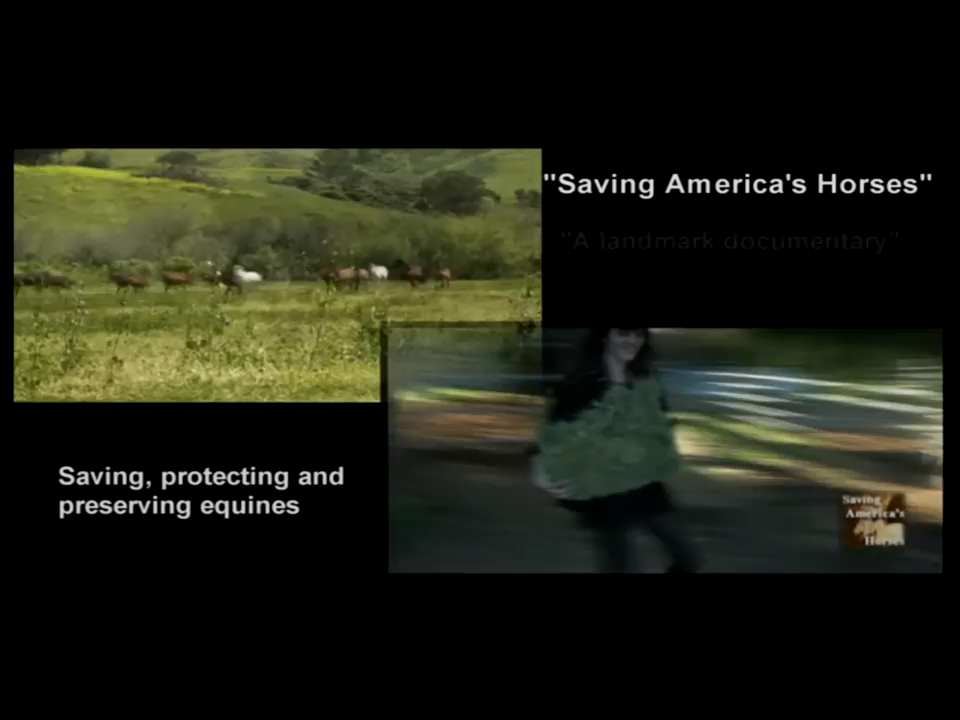 "Saving America's Horses"
"A landmark documentary"
Saving, protecting and
preserving equines
Saving
America's
Horses